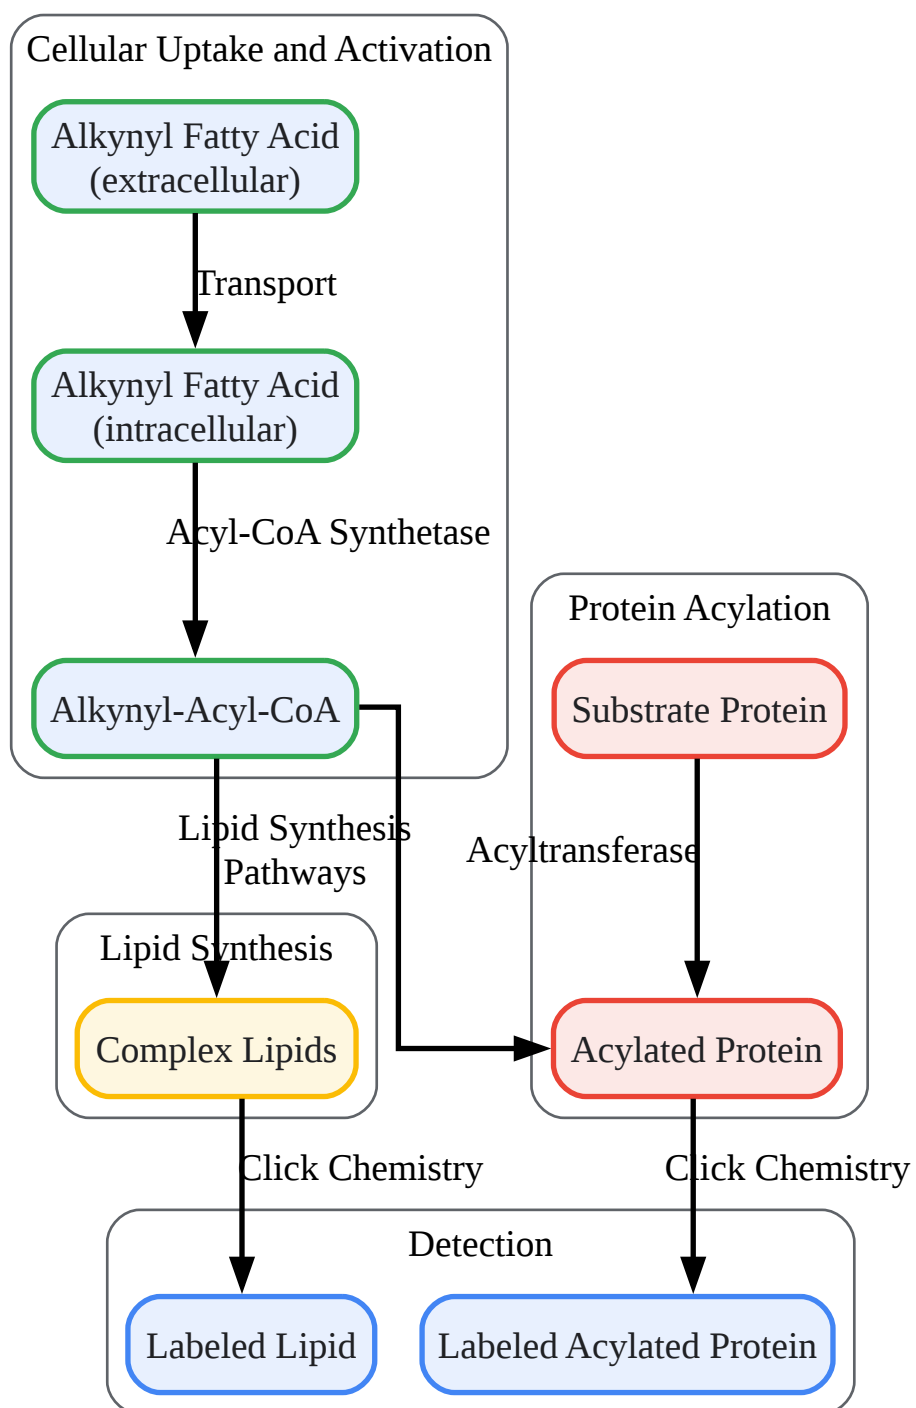 Cellular Uptake and Activation
Alkynyl Fatty Acid
(extracellular)
Transport
Alkynyl Fatty Acid
(intracellular)
Acyl-CoA Synthetase
Protein Acylation
Alkynyl-Acyl-CoA
Substrate Protein
Lipid Synthesis
Pathways
Acyltransferase
Lipid Synthesis
Complex Lipids
Acylated Protein
Click Chemistry
Click Chemistry
Detection
Labeled Lipid
Labeled Acylated Protein